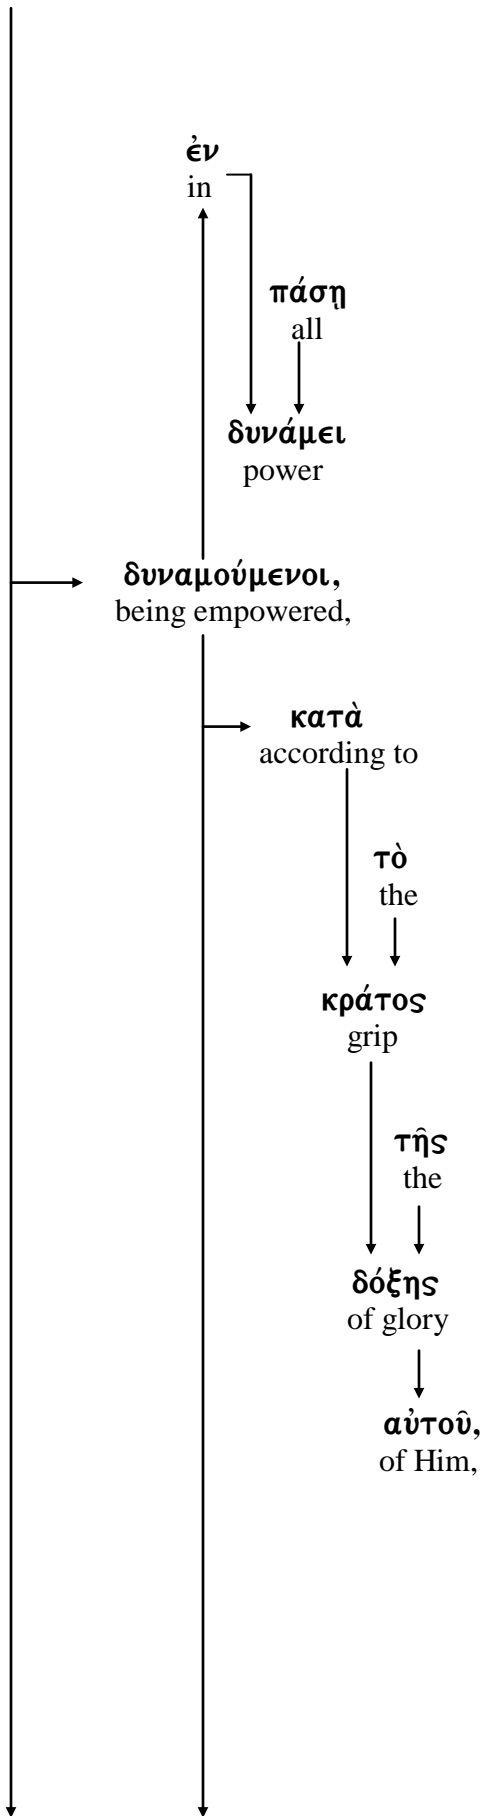 ἐν
in
πάσῃ
all
δυνάμει
power
δυναμούμενοι,
being empowered,
κατὰ
according to
τὸ
the
κράτος
grip
τῆς
the
δόξης
of glory
αὐτοῦ,
of Him,